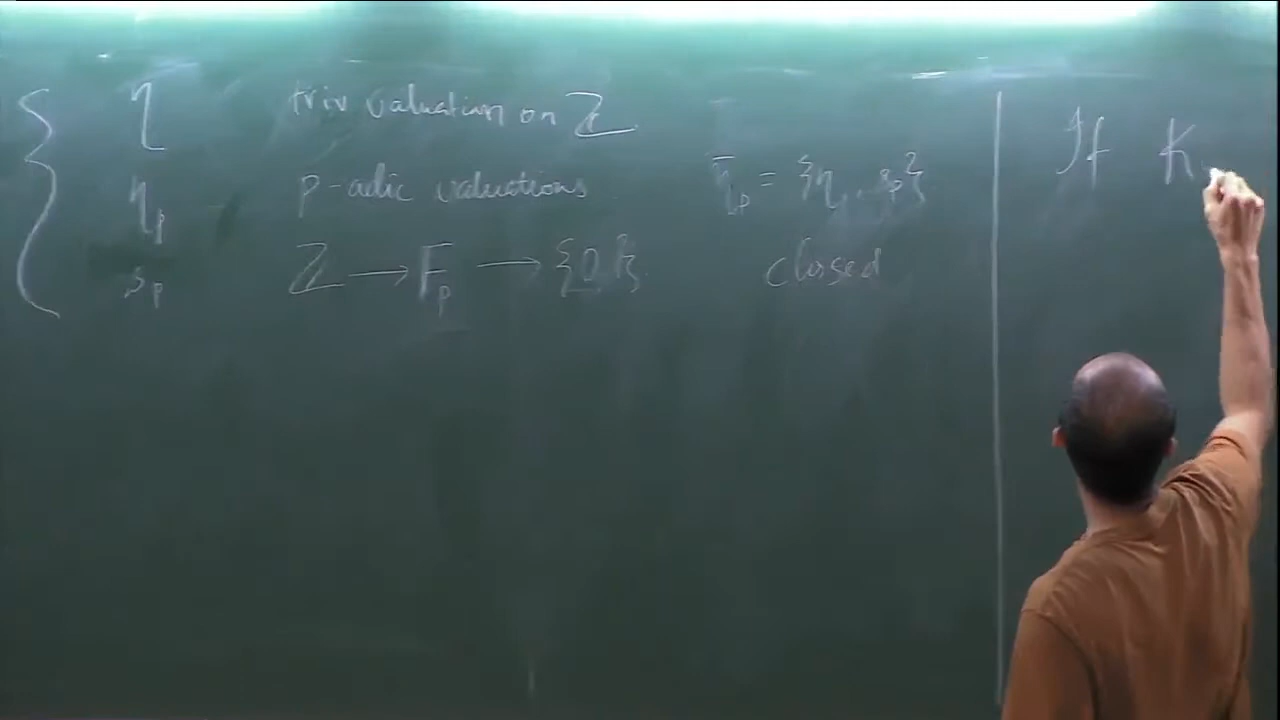 η triv valuation on ℤ
η_p p-adic valuations η̄_p = {η, s_p}
s_p ℤ → F_p → {0,1}. closed
If K